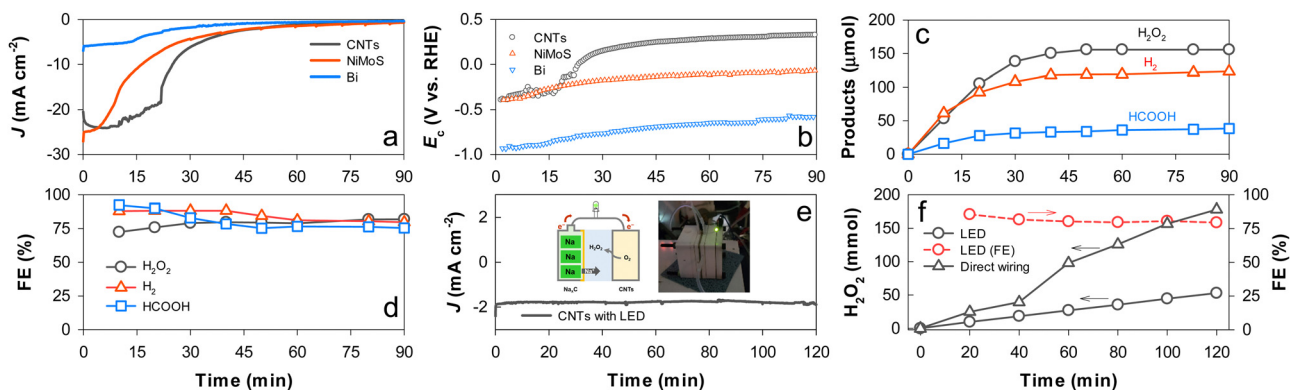 0
-10
-20
-30
J (mA cm⁻²)
CNTs
NiMoS
Bi
a
0 15 30 45 60 75 90
1.0
0.5
0.0
-0.5
-1.0
E_c (V vs. RHE)
CNTs
NiMoS
Bi
b
0 15 30 45 60 75 90
200
150
100
50
0
Products (μmol)
c
H₂O₂
H₂
HCOOH
0 15 30 45 60 75 90
100
75
50
25
0
FE (%)
H₂O₂
H₂
HCOOH
d
0 15 30 45 60 75 90
Time (min)
2
0
-2
-4
J (mA cm⁻²)
e
e⁻
e⁻
Na
Na
Na
H₂O₂
O₂
NaₓC
CNTs
CNTs with LED
0 20 40 60 80 100 120
Time (min)
200
150
100
50
0
H₂O₂ (mmol)
f
LED
LED (FE)
Direct wiring
100
75
50
25
0
FE (%)
0 20 40 60 80 100 120
Time (min)